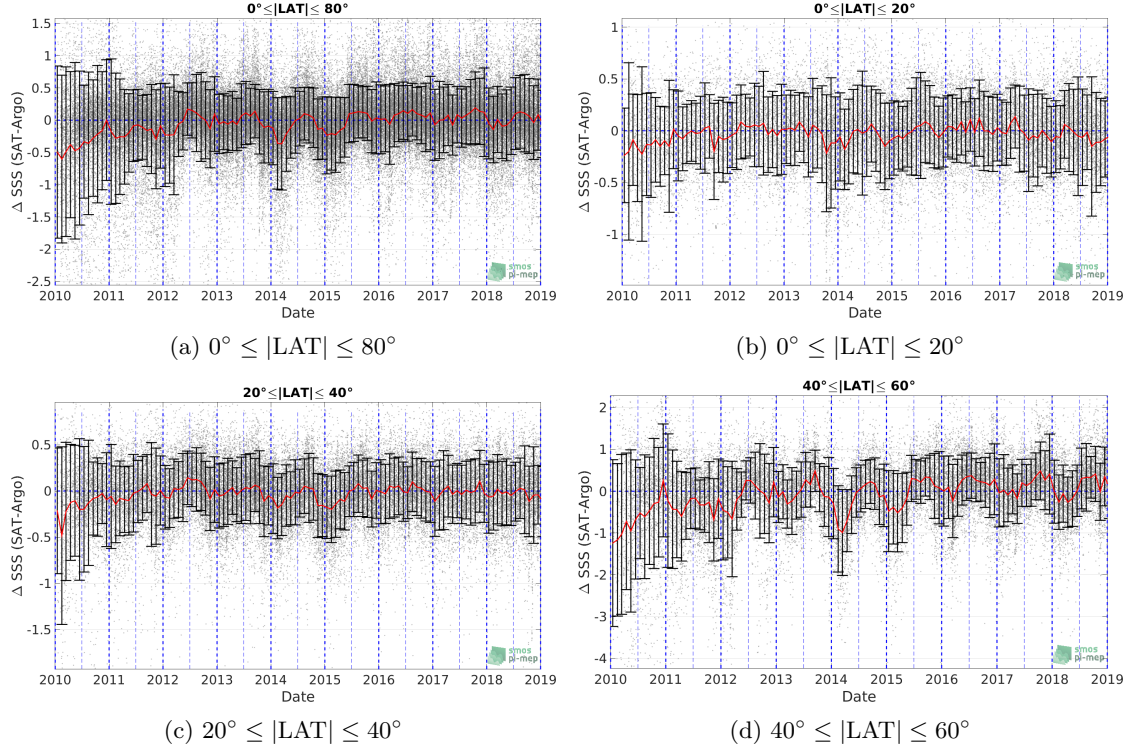 0°≤|LAT|≤ 80°
Δ SSS (SAT-Argo)
1.5
1
0.5
0
-0.5
-1
-1.5
-2
-2.5
2010 2011 2012 2013 2014 2015 2016 2017 2018 2019
Date
smos
pi-mep
(a) 0° ≤ |LAT| ≤ 80°
0°≤|LAT|≤ 20°
Δ SSS (SAT-Argo)
1
0.5
0
-0.5
-1
2010 2011 2012 2013 2014 2015 2016 2017 2018 2019
Date
smos
pi-mep
(b) 0° ≤ |LAT| ≤ 20°
20°≤|LAT|≤ 40°
Δ SSS (SAT-Argo)
0.5
0
-0.5
-1
-1.5
2010 2011 2012 2013 2014 2015 2016 2017 2018 2019
Date
smos
pi-mep
(c) 20° ≤ |LAT| ≤ 40°
40°≤|LAT|≤ 60°
Δ SSS (SAT-Argo)
2
1
0
-1
-2
-3
-4
2010 2011 2012 2013 2014 2015 2016 2017 2018 2019
Date
smos
pi-mep
(d) 40° ≤ |LAT| ≤ 60°